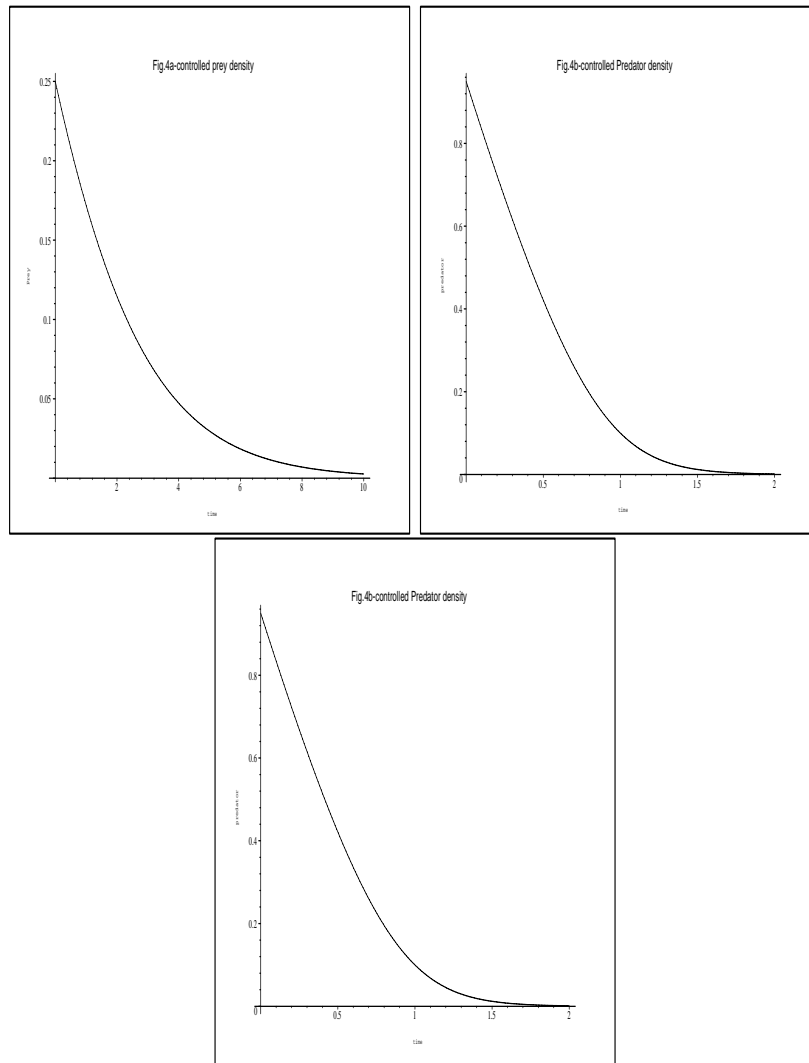 Fig.4a-controlled prey density
0.25
0.2
0.15
Prey
0.1
0.05
2 4 6 8 10
time
Fig.4b-controlled Predator density
0.8
0.6
predator
0.4
0.2
0 0.5 1 1.5 2
time
Fig.4b-controlled Predator density
0.8
0.6
predator
0.4
0.2
0 0.5 1 1.5 2
time